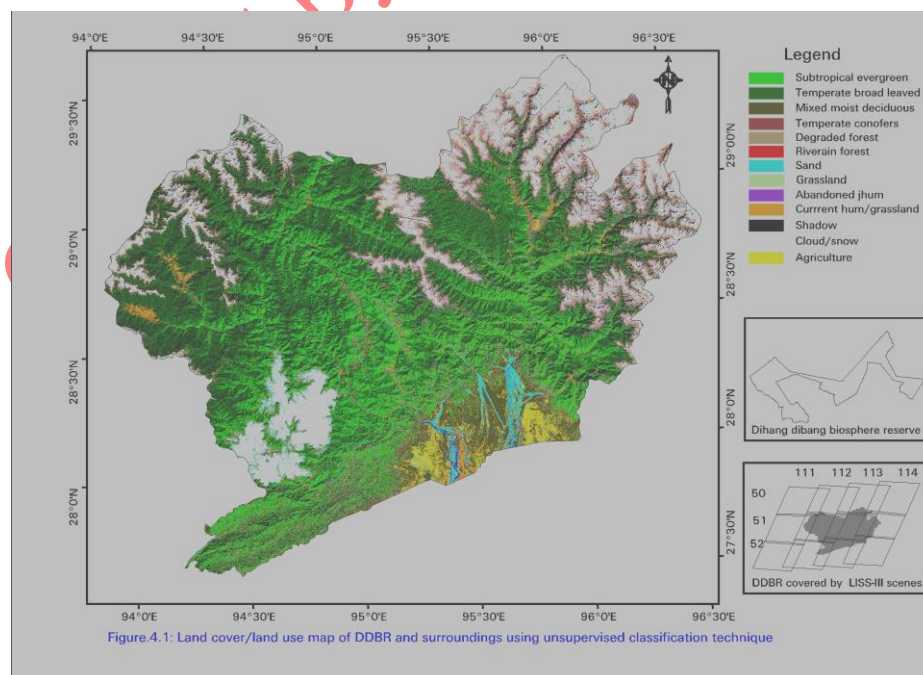 94°0'E 94°30'E 95°0'E 95°30'E 96°0'E 96°30'E
29°30'N
29°0'N
28°30'N
28°0'N
29°00'N
28°30'N
28°0'N
27°30'N
N
Legend
Subtropical evergreen
Temperate broad leaved
Mixed moist deciduous
Temperate conofers
Degraded forest
Riverain forest
Sand
Grassland
Abandoned jhum
Currrent hum/grassland
Shadow
Cloud/snow
Agriculture
Dihang dibang biosphere reserve
111 112 113 114
50
51
52
DDBR covered by LISS-III scenes
94°0'E 94°30'E 95°0'E 95°30'E 96°0'E 96°30'E
Figure.4.1: Land cover/land use map of DDBR and surroundings using unsupervised classification technique